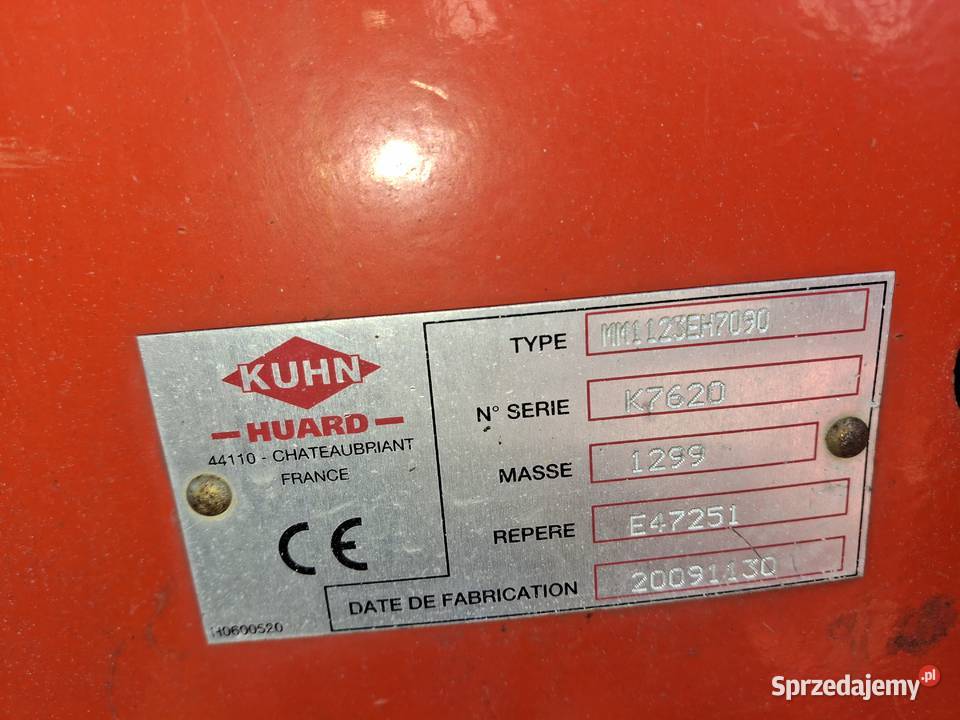 KUHN
HUARD
44110 - CHATEAUBRIANT
FRANCE
CE
H0600520
TYPE MM1123EH7090
N° SERIE K7620
MASSE 1299
REPERE E47251
DATE DE FABRICATION 20091130
Sprzedajemy.pl